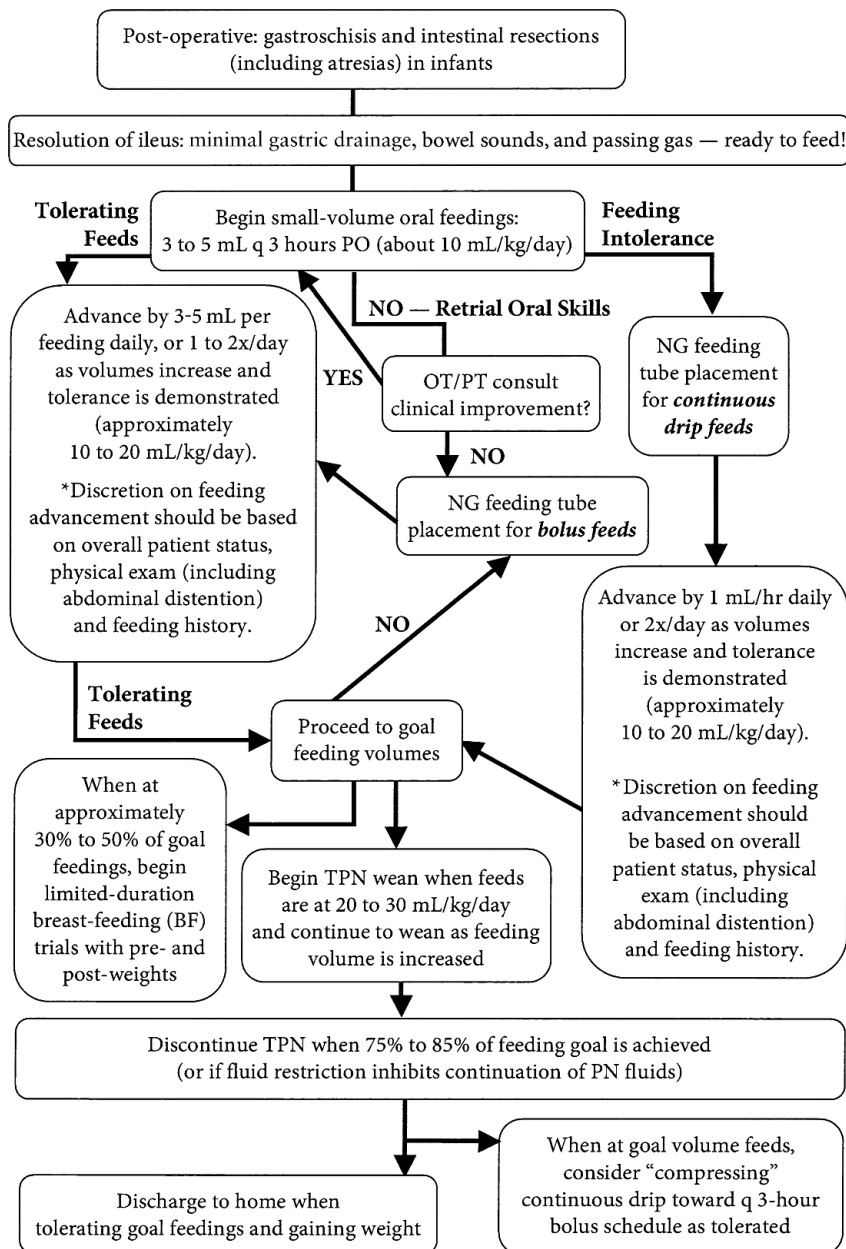 Post-operative: gastroschisis and intestinal resections
(including atresias) in infants
Resolution of ileus: minimal gastric drainage, bowel sounds, and passing gas — ready to feed!
Tolerating
Feeds
Begin small-volume oral feedings:
3 to 5 mL q 3 hours PO (about 10 mL/kg/day)
Feeding
Intolerance
Advance by 3-5 mL per
feeding daily, or 1 to 2x/day
as volumes increase and
tolerance is demonstrated
(approximately
10 to 20 mL/kg/day).
*Discretion on feeding
advancement should be based
on overall patient status,
physical exam (including
abdominal distention)
and feeding history.
NO — Retrial Oral Skills
YES
OT/PT consult
clinical improvement?
NO
NG feeding tube
placement for bolus feeds
NG feeding
tube placement
for continuous
drip feeds
Advance by 1 mL/hr daily
or 2x/day as volumes
increase and tolerance
is demonstrated
(approximately
10 to 20 mL/kg/day).
*Discretion on feeding
advancement should
be based on overall
patient status, physical
exam (including
abdominal distention)
and feeding history.
NO
Tolerating
Feeds
Proceed to goal
feeding volumes
When at
approximately
30% to 50% of goal
feedings, begin
limited-duration
breast-feeding (BF)
trials with pre- and
post-weights
Begin TPN wean when feeds
are at 20 to 30 mL/kg/day
and continue to wean as feeding
volume is increased
Discontinue TPN when 75% to 85% of feeding goal is achieved
(or if fluid restriction inhibits continuation of PN fluids)
Discharge to home when
tolerating goal feedings and gaining weight
When at goal volume feeds,
consider “compressing”
continuous drip toward q 3-hour
bolus schedule as tolerated